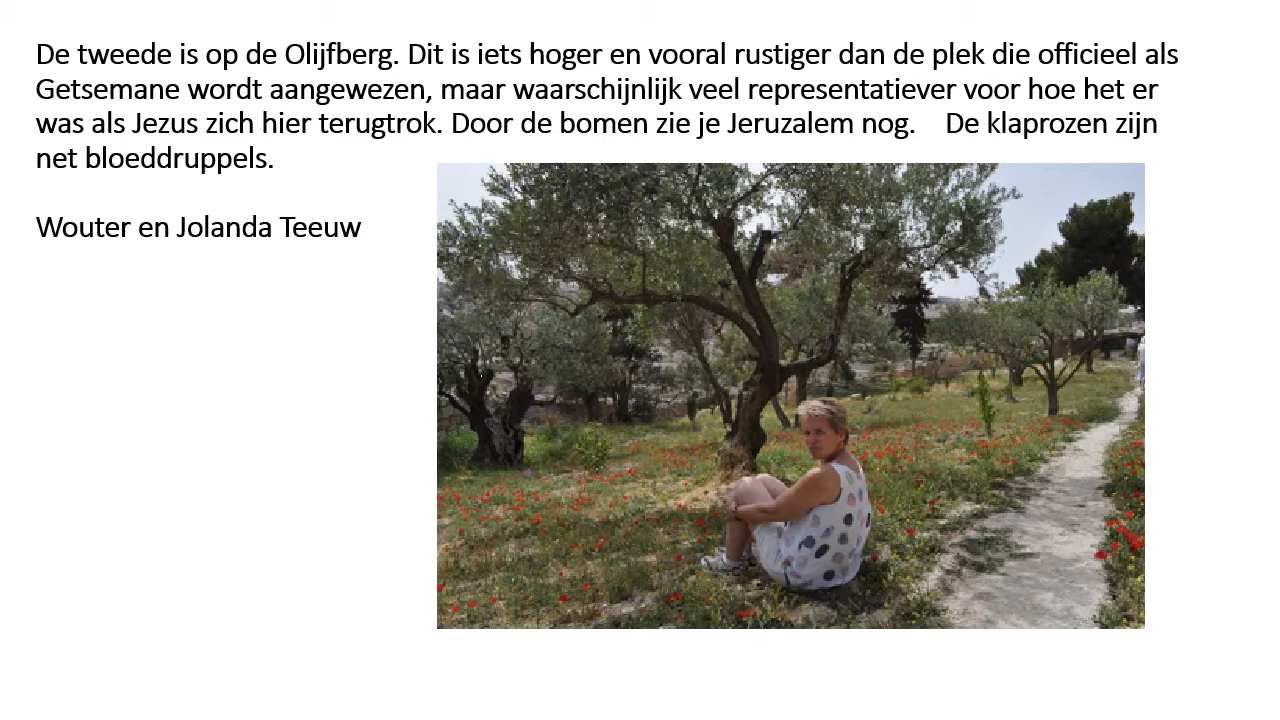 De tweede is op de Olijfberg. Dit is iets hoger en vooral rustiger dan de plek die officieel als
Getsemane wordt aangewezen, maar waarschijnlijk veel representatiever voor hoe het er
was als Jezus zich hier terugtrok. Door de bomen zie je Jeruzalem nog. De klaprozen zijn
net bloeddruppels.
Wouter en Jolanda Teeuw